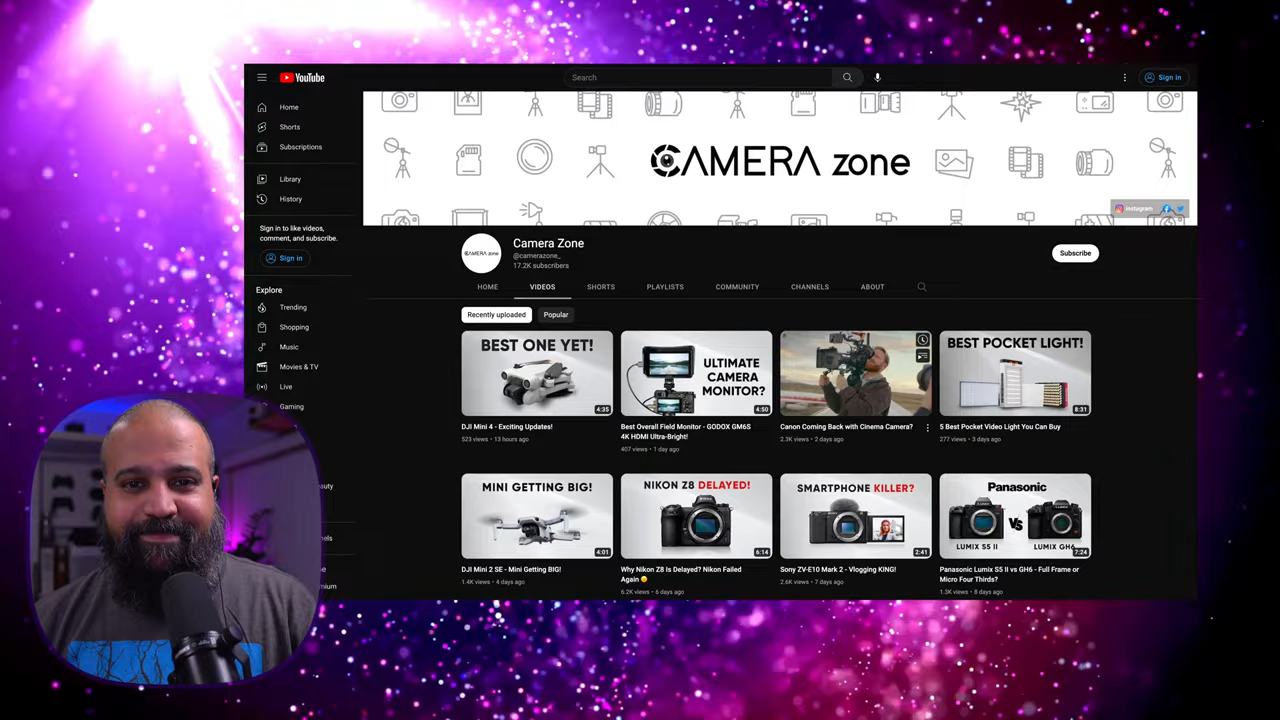 YouTube
Search
Sign in
Home
Shorts
Subscriptions
Library
History
Sign in to like videos,
comment, and subscribe.
Sign in
Explore
Trending
Shopping
Music
Movies & TV
Live
Gaming
CAMERA zone
Instagram
CAMERA zone
Camera Zone
@camerazone_
17.2K subscribers
Subscribe
HOME
VIDEOS
SHORTS
PLAYLISTS
COMMUNITY
CHANNELS
ABOUT
Recently uploaded
Popular
BEST ONE YET!
4:35
DJI Mini 4 - Exciting Updates!
523 views • 13 hours ago
ULTIMATE
CAMERA
MONITOR?
4:50
Best Overall Field Monitor - GODOX GM6S
4K HDMI Ultra-Bright!
407 views • 1 day ago
Canon Coming Back with Cinema Camera?
2.3K views • 2 days ago
BEST POCKET LIGHT!
8:31
5 Best Pocket Video Light You Can Buy
277 views • 3 days ago
MINI GETTING BIG!
4:01
DJI Mini 2 SE - Mini Getting BIG!
1.4K views • 4 days ago
NIKON Z8 DELAYED!
6:14
Why Nikon Z8 Is Delayed? Nikon Failed
Again
6.2K views • 6 days ago
SMARTPHONE KILLER?
2:41
Sony ZV-E10 Mark 2 - Vlogging KING!
2.6K views • 7 days ago
Panasonic
VS
LUMIX S5 II
LUMIX GH6
7:24
Panasonic Lumix S5 II vs GH6 - Full Frame or
Micro Four Thirds?
1.3K views • 8 days ago